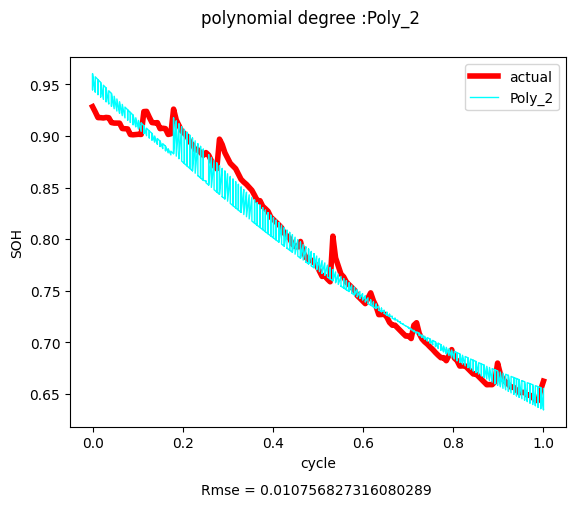 polynomial degree :Poly_2
actual
Poly_2
0.95
0.90
0.85
0.80
0.75
0.70
0.65
SOH
0.0
0.2
0.4
0.6
0.8
1.0
cycle
Rmse = 0.010756827316080289